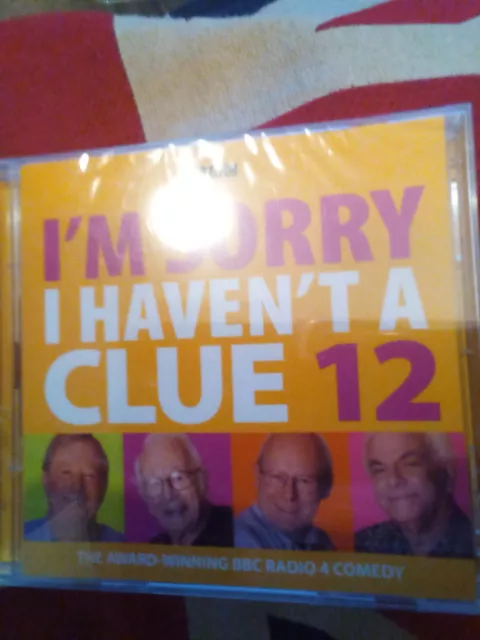 I'M SORRY
I HAVEN'T A
CLUE 12
THE AWARD-WINNING BBC RADIO 4 COMEDY